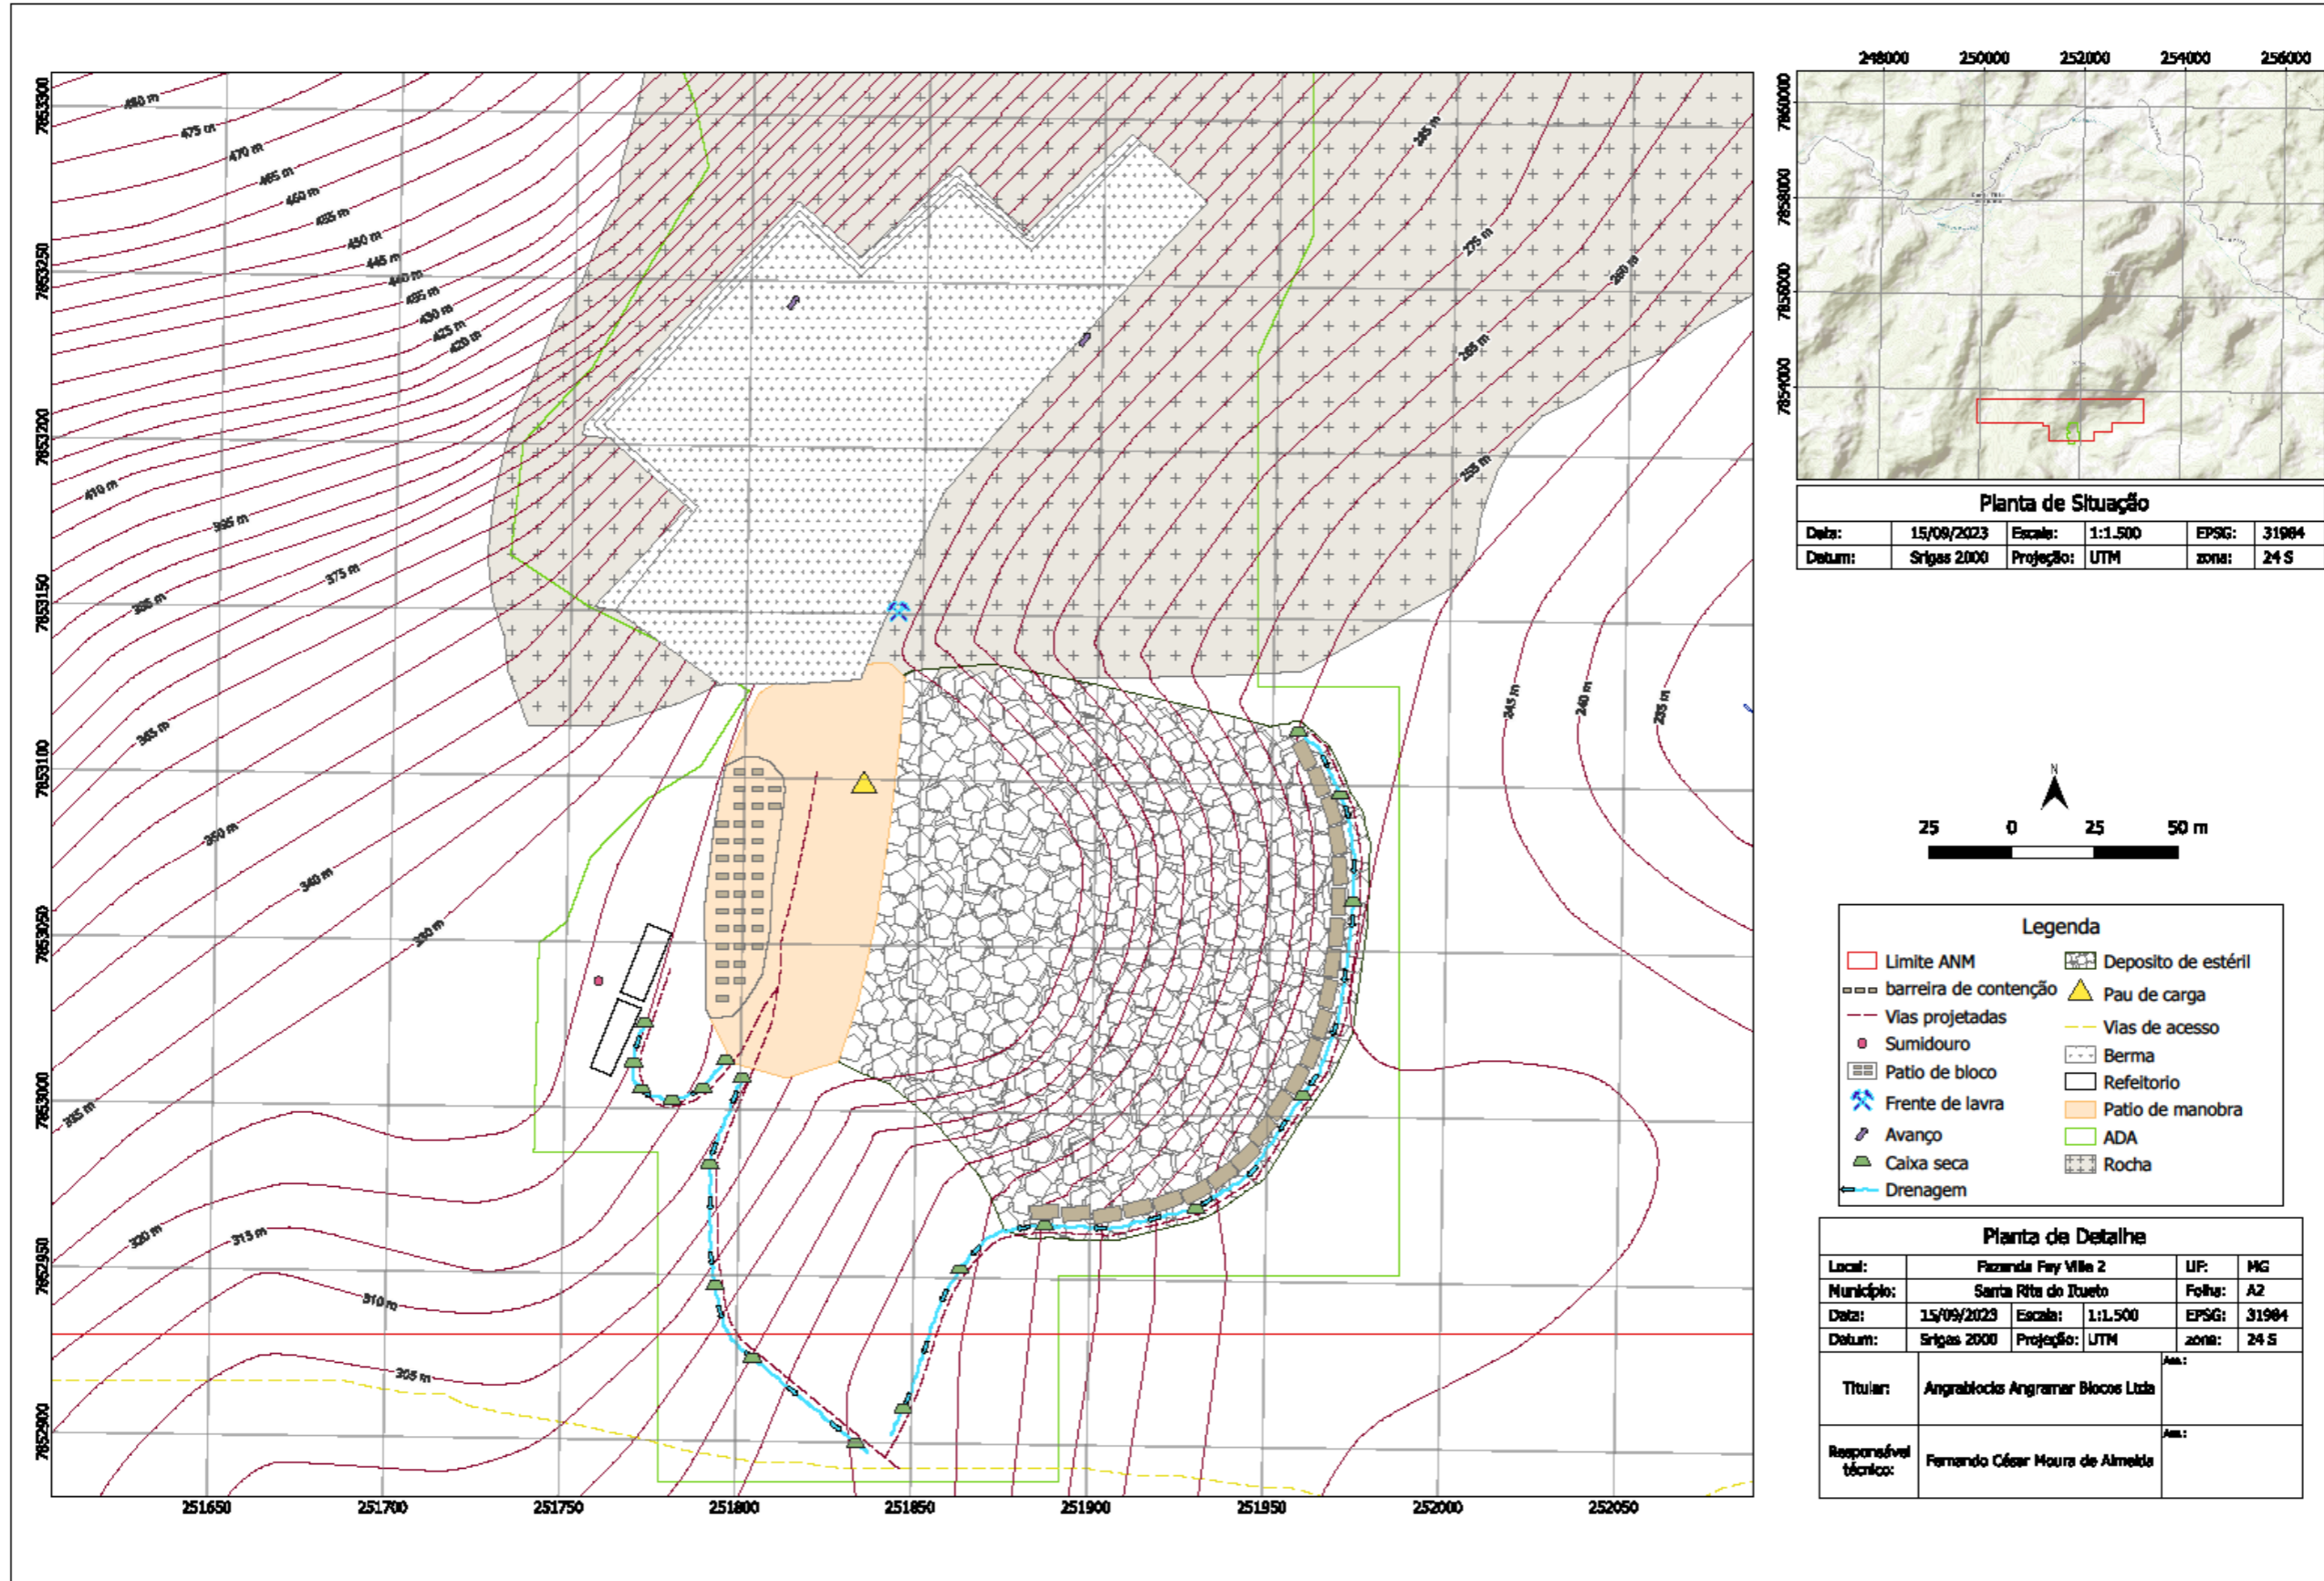 248000 250000 252000 254000 256000
7860000
7858000
7856000
7854000
7853300
7853250
7853200
7853150
7853100
7853050
7853000
7852950
7852900
251650 251700 251750 251800 251850 251900 251950 252000 252050
480 m
475 m
470 m
465 m
460 m
455 m
450 m
445 m
440 m
435 m
430 m
425 m
420 m
410 m
395 m
385 m
375 m
365 m
350 m
340 m
330 m
335 m
320 m
315 m
310 m
305 m
285 m
275 m
280 m
265 m
255 m
245 m
240 m
235 m
Planta de Situação
Data: 15/09/2023 Escala: 1:1.500 EPSG: 31984
Datum: Srigas 2000 Projeção: UTM zona: 24 S
N
25 0 25 50 m
Legenda
Limite ANM
barreira de contenção
Vias projetadas
Sumidouro
Patio de bloco
Frente de lavra
Avanço
Caixa seca
Drenagem
Deposito de estéril
Pau de carga
Vias de acesso
Berma
Refeitorio
Patio de manobra
ADA
Rocha
Planta de Detalhe
Local: Fazenda Fay Ville 2 UF: MG
Município: Santa Rita do Itueto Folha: A2
Data: 15/09/2023 Escala: 1:1.500 EPSG: 31984
Datum: Srigas 2000 Projeção: UTM zona: 24 S
Titular: Angrablocks Angramar Blocos Ltda Ass.:
Responsável técnico: Fernando César Moura de Almeida Ass.: